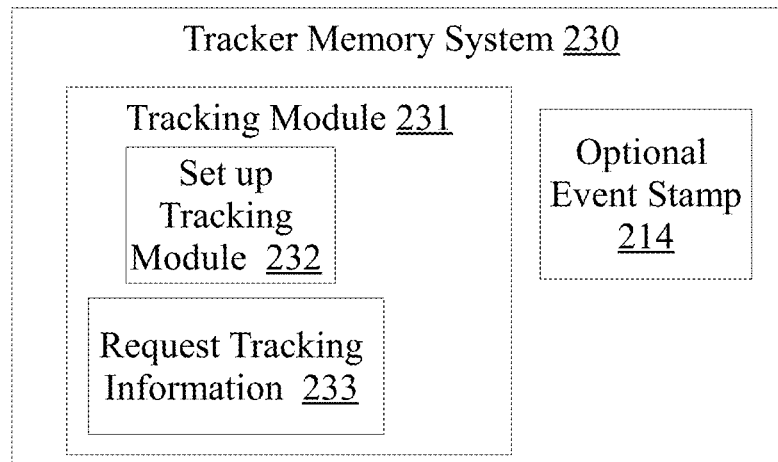 Tracker Memory System 230
Tracking Module 231
Set up
Tracking
Module 232
Request Tracking
Information 233
Optional
Event Stamp
214